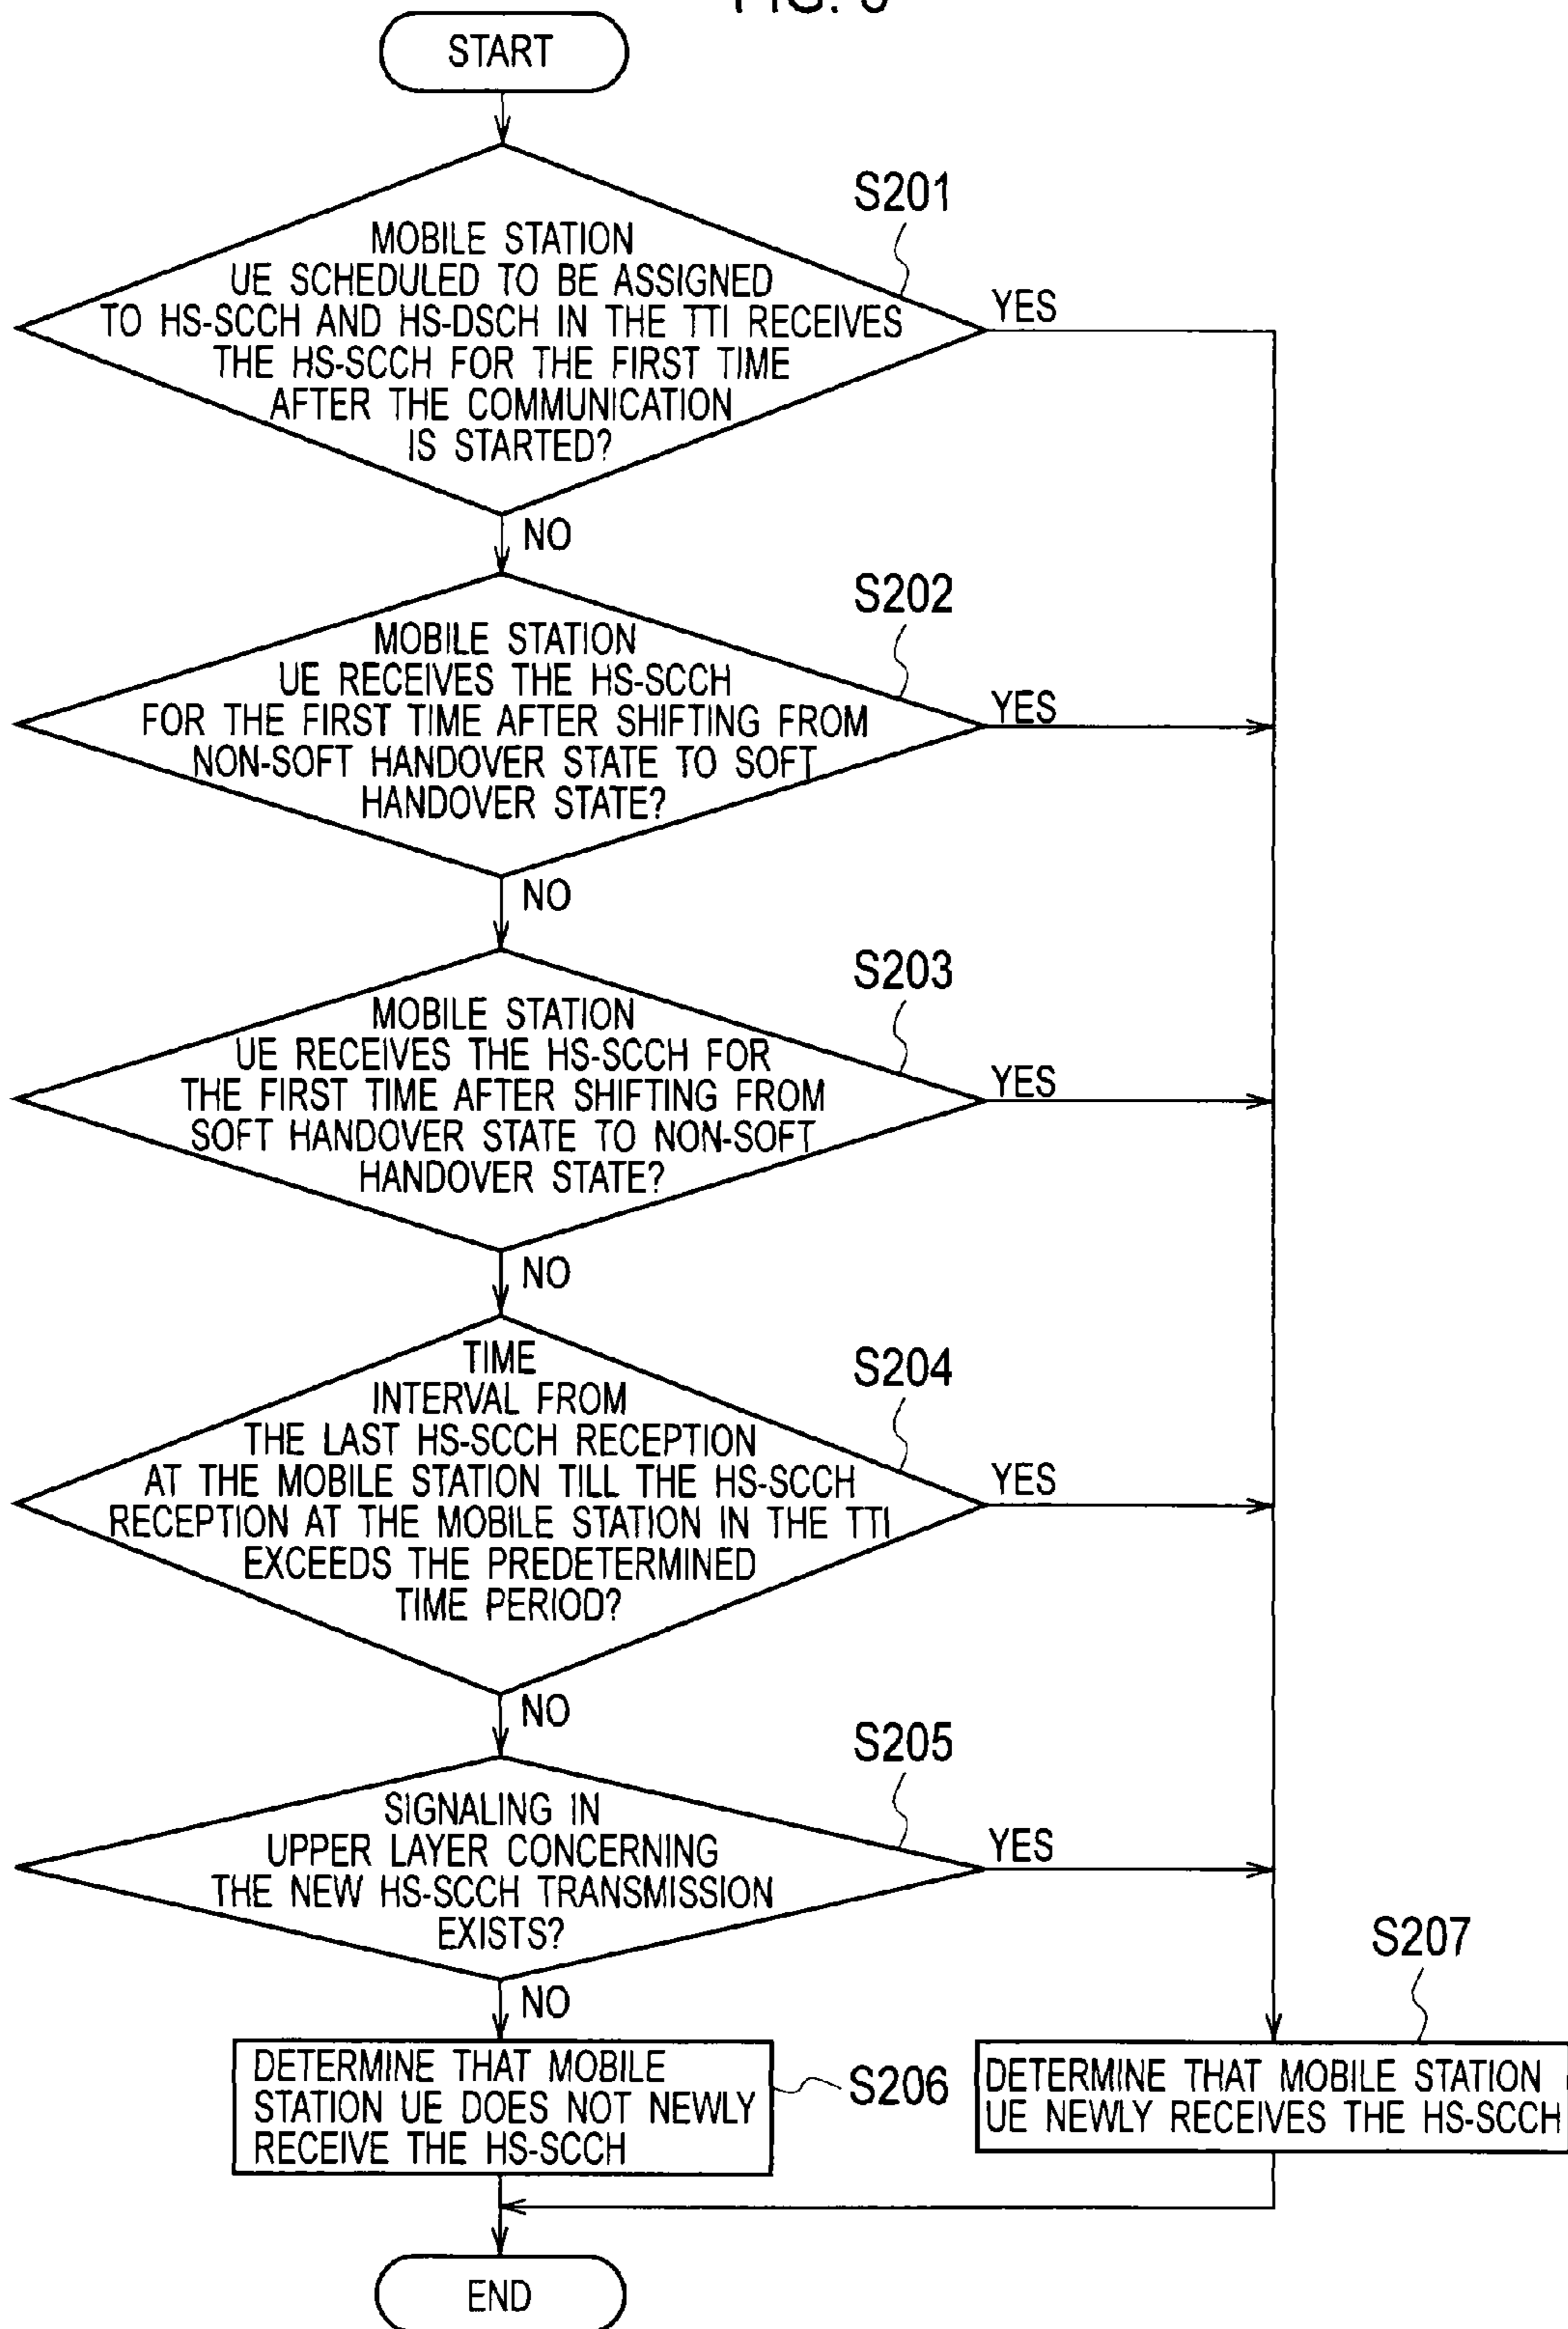 START
S201
MOBILE STATION
UE SCHEDULED TO BE ASSIGNED
TO HS-SCCH AND HS-DSCH IN THE TTI RECEIVES
THE HS-SCCH FOR THE FIRST TIME
AFTER THE COMMUNICATION
IS STARTED?
YES
NO
S202
MOBILE STATION
UE RECEIVES THE HS-SCCH
FOR THE FIRST TIME AFTER SHIFTING FROM
NON-SOFT HANDOVER STATE TO SOFT
HANDOVER STATE?
YES
NO
S203
MOBILE STATION
UE RECEIVES THE HS-SCCH FOR
THE FIRST TIME AFTER SHIFTING FROM
SOFT HANDOVER STATE TO NON-SOFT
HANDOVER STATE?
YES
NO
S204
TIME
INTERVAL FROM
THE LAST HS-SCCH RECEPTION
AT THE MOBILE STATION TILL THE HS-SCCH
RECEPTION AT THE MOBILE STATION IN THE TTI
EXCEEDS THE PREDETERMINED
TIME PERIOD?
YES
NO
S205
SIGNALING IN
UPPER LAYER CONCERNING
THE NEW HS-SCCH TRANSMISSION
EXISTS?
YES
NO
DETERMINE THAT MOBILE
STATION UE DOES NOT NEWLY
RECEIVE THE HS-SCCH
S206
S207
DETERMINE THAT MOBILE STATION
UE NEWLY RECEIVES THE HS-SCCH
END